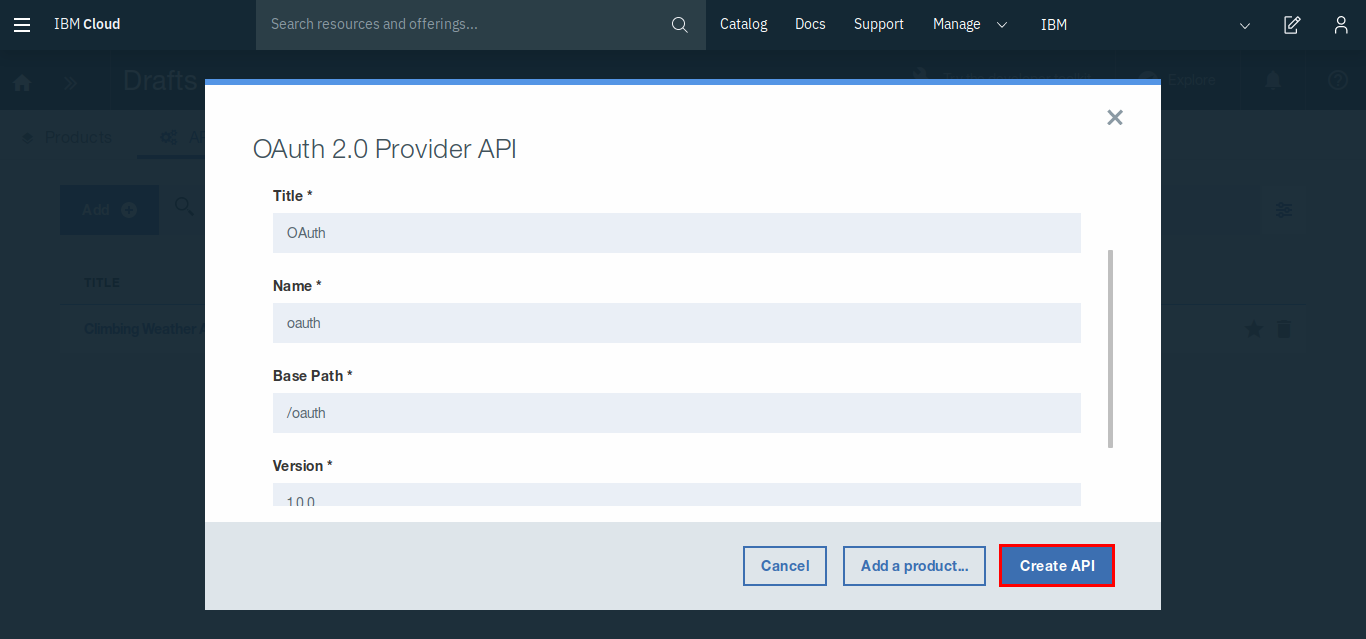 IBM Cloud
Search resources and offerings...
Catalog
Docs
Support
Manage
IBM
Drafts
Explore
Products
Add
TITLE
Climbing Weather
OAuth 2.0 Provider API
Title *
OAuth
Name *
oauth
Base Path *
/oauth
Version *
1.0.0
Cancel
Add a product...
Create API